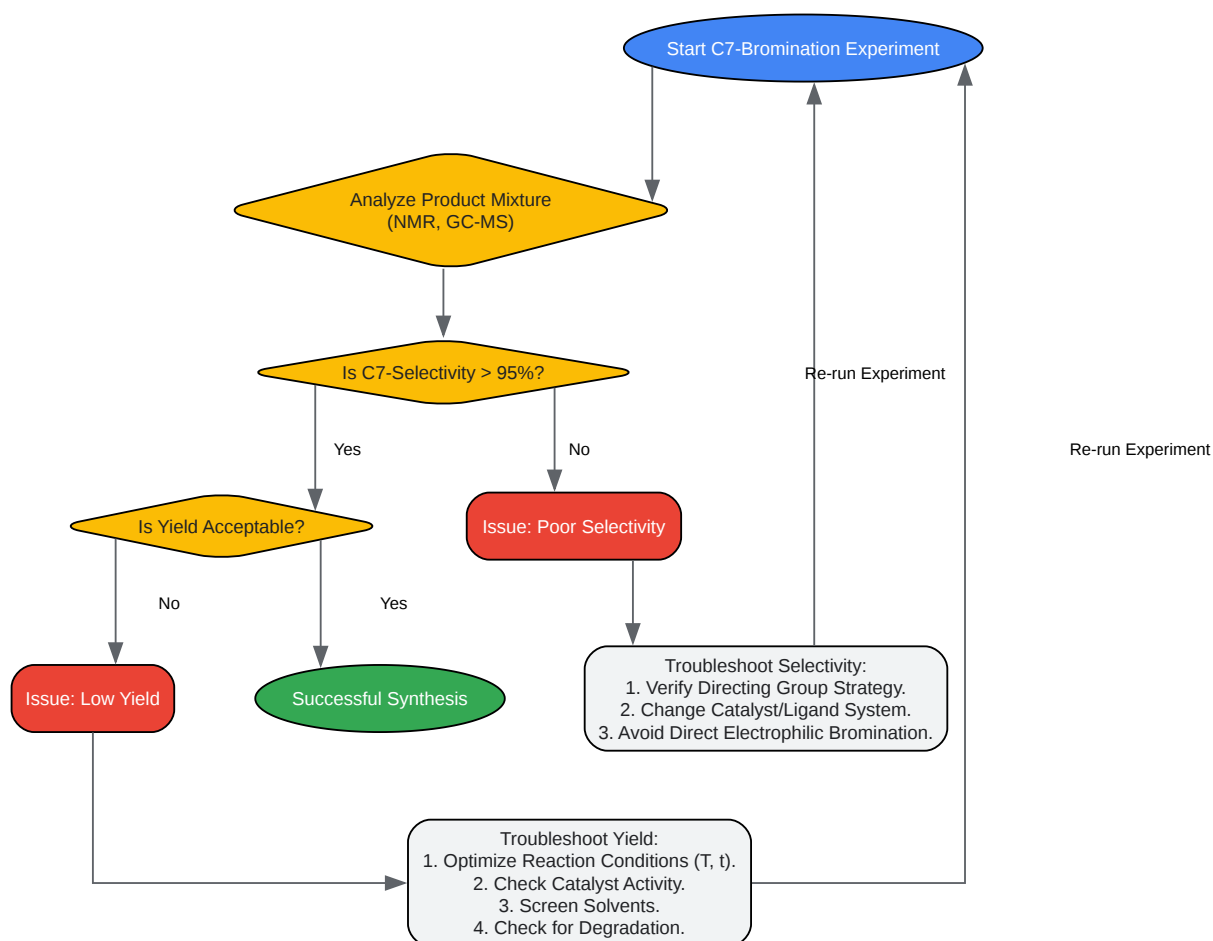 Start C7-Bromination Experiment
Analyze Product Mixture
(NMR, GC-MS)
Is C7-Selectivity > 95%?
Re-run Experiment
Yes
No
Re-run Experiment
Is Yield Acceptable?
Issue: Poor Selectivity
No
Yes
Issue: Low Yield
Successful Synthesis
Troubleshoot Selectivity:
1. Verify Directing Group Strategy.
2. Change Catalyst/Ligand System.
3. Avoid Direct Electrophilic Bromination.
Troubleshoot Yield:
1. Optimize Reaction Conditions (T, t).
2. Check Catalyst Activity.
3. Screen Solvents.
4. Check for Degradation.